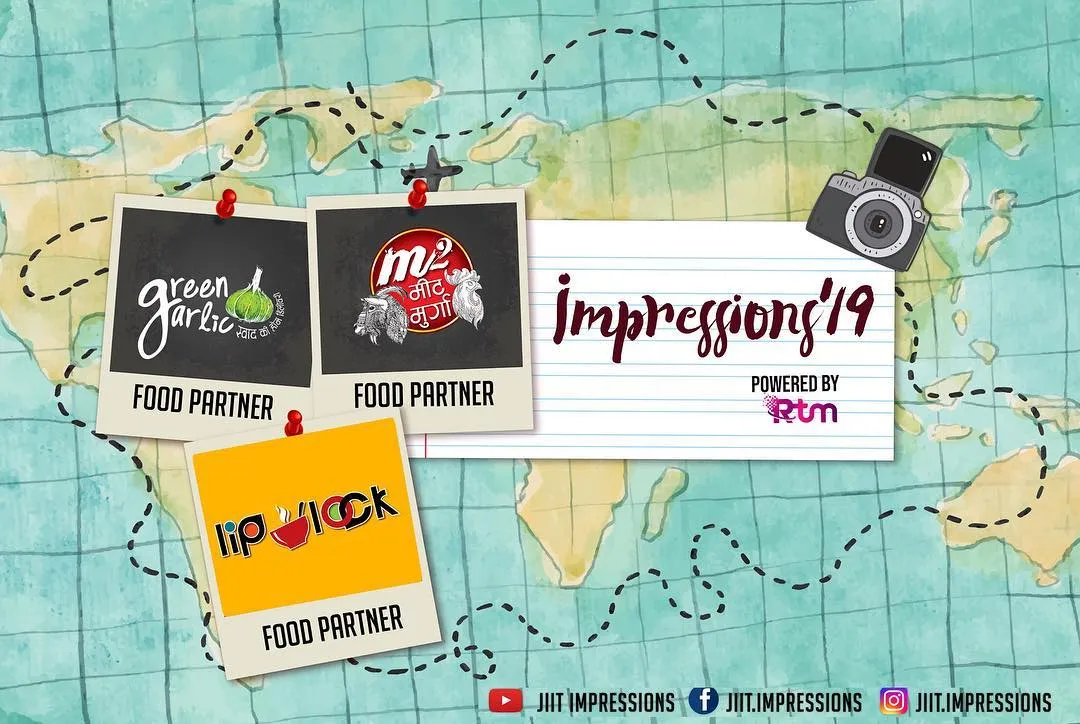 green
garlic
स्वाद की होम डिलीवरी
FOOD PARTNER
m2
मीट
मुर्गा
FOOD PARTNER
impressions'19
POWERED BY
Rtm
lip lock
FOOD PARTNER
JIIT IMPRESSIONS
JIIT.IMPRESSIONS
JIIT.IMPRESSIONS